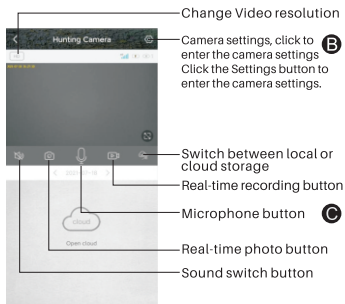 Change Video resolution
Hunting Camera
Camera settings, click to
enter the camera settings
Click the Settings button to
enter the camera settings.
B
Switch between local or
cloud storage
Real-time recording button
Microphone button
C
cloud
Open cloud
Real-time photo button
Sound switch button